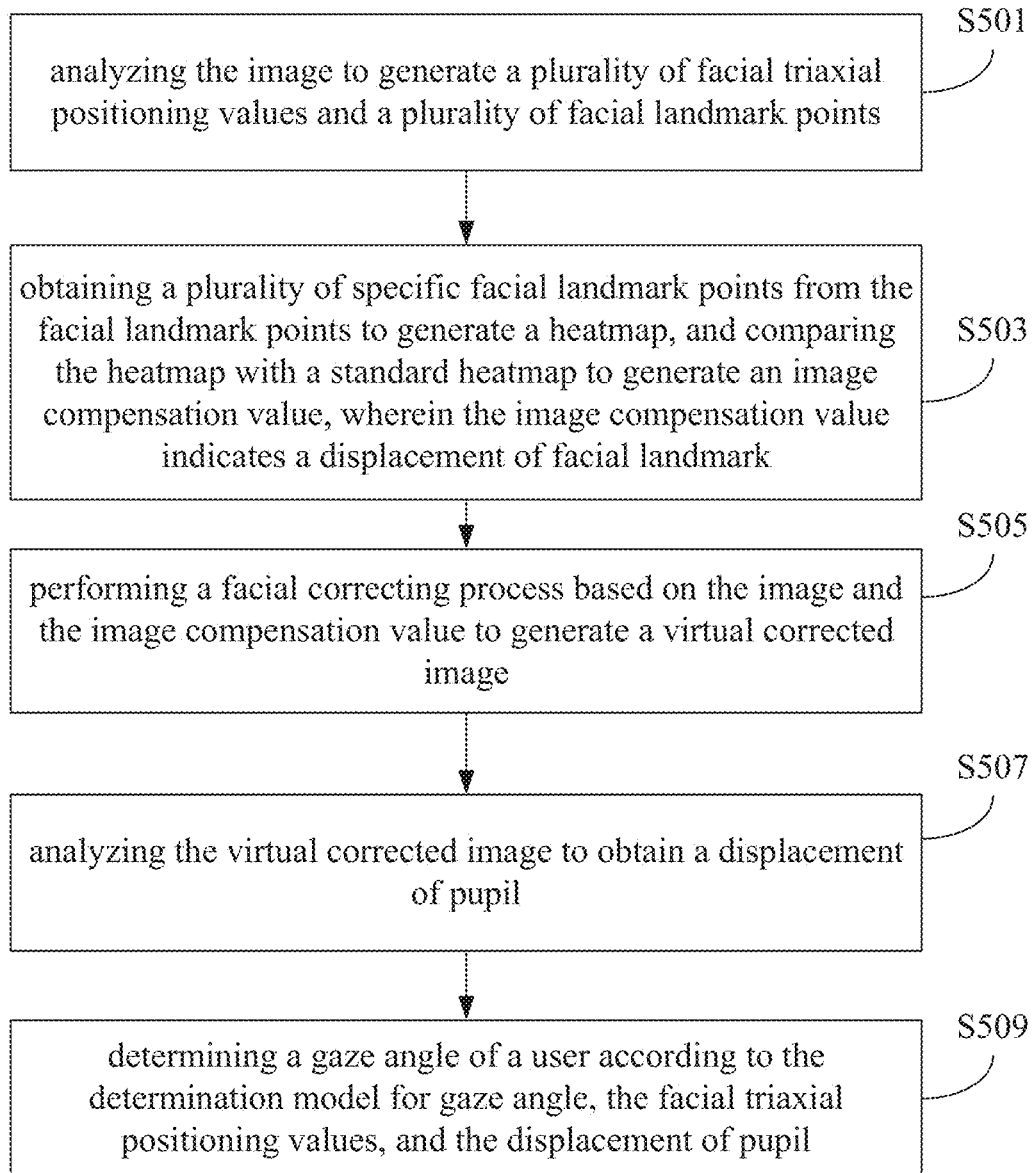 S501
analyzing the image to generate a plurality of facial triaxial
positioning values and a plurality of facial landmark points
obtaining a plurality of specific facial landmark points from the
facial landmark points to generate a heatmap, and comparing
the heatmap with a standard heatmap to generate an image
compensation value, wherein the image compensation value
indicates a displacement of facial landmark
S503
S505
performing a facial correcting process based on the image and
the image compensation value to generate a virtual corrected
image
S507
analyzing the virtual corrected image to obtain a displacement
of pupil
S509
determining a gaze angle of a user according to the
determination model for gaze angle, the facial triaxial
positioning values, and the displacement of pupil